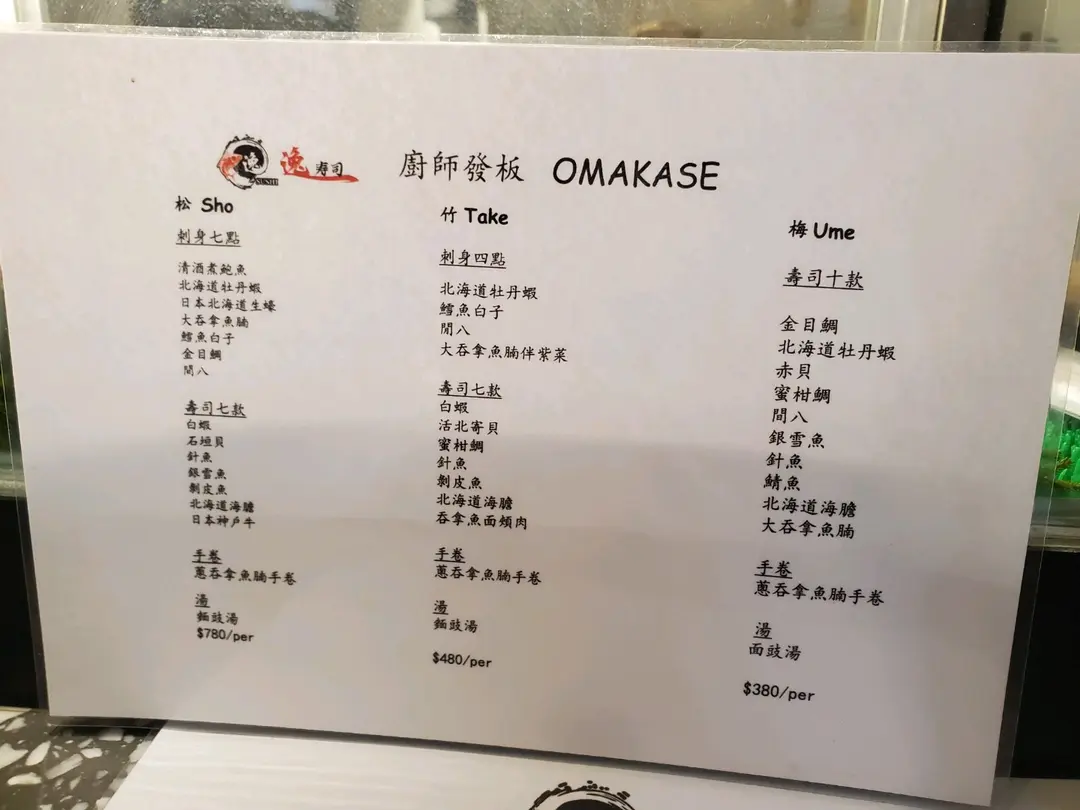 逸 壽司
廚師發板 OMAKASE
松 Sho
刺身七點
清酒煮鮑魚
北海道牡丹蝦
日本北海道生蠔
大吞拿魚腩
鱈魚白子
金目鯛
間八
壽司七款
白蝦
石垣貝
針魚
銀雪魚
剝皮魚
北海道海膽
日本神戶牛
手卷
蔥吞拿魚腩手卷
湯
麵豉湯
$780/per
竹 Take
刺身四點
北海道牡丹蝦
鱈魚白子
間八
大吞拿魚腩伴紫菜
壽司七款
白蝦
活北寄貝
蜜柑鯛
針魚
剝皮魚
北海道海膽
吞拿魚面頰肉
手卷
蔥吞拿魚腩手卷
湯
麵豉湯
$480/per
梅 Ume
壽司十款
金目鯛
北海道牡丹蝦
赤貝
蜜柑鯛
間八
銀雪魚
針魚
鯖魚
北海道海膽
大吞拿魚腩
手卷
蔥吞拿魚腩手卷
湯
面豉湯
$380/per